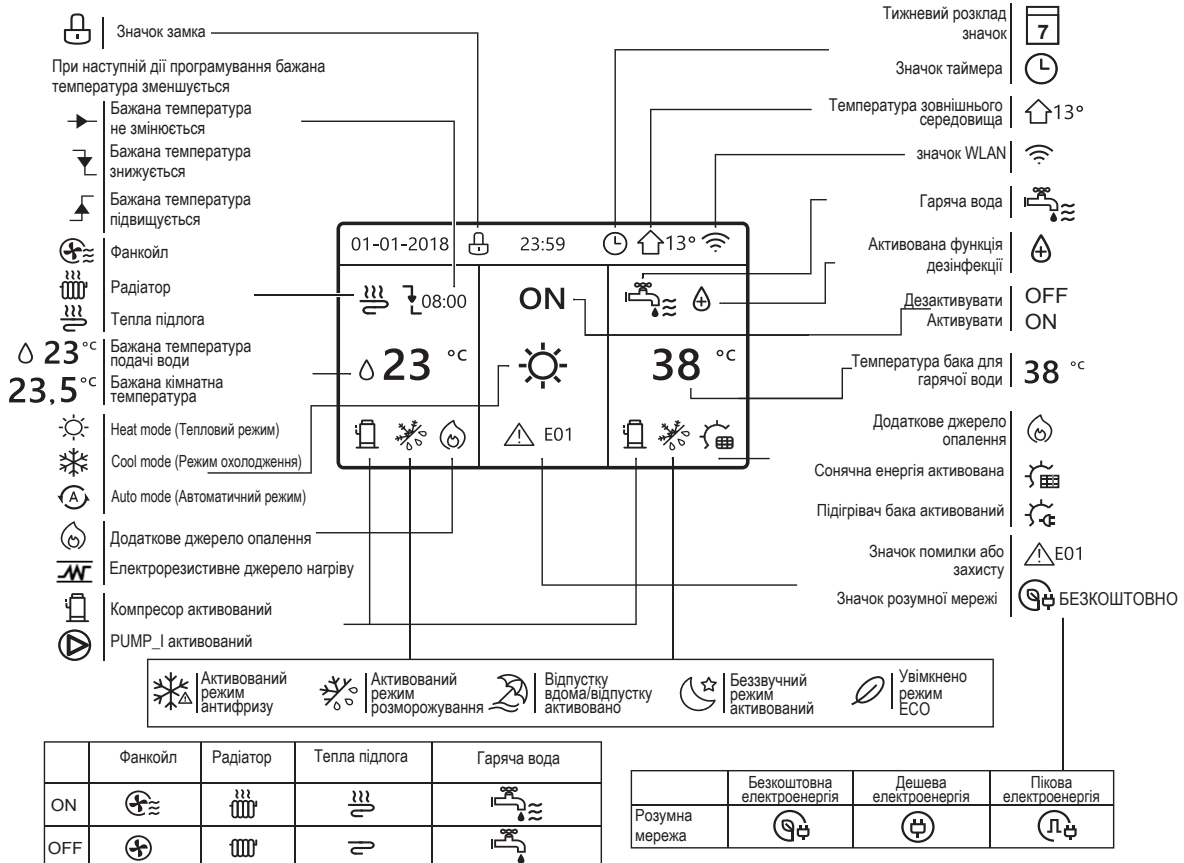 Значок замка
При наступній дії програмування бажана
температура зменшується
Бажана температура
не змінюється
Бажана температура
знижується
Бажана температура
підвищується
Фанкойл
Радіатор
Тепла підлога
23°C
Бажана температура
подачі води
23,5°C
Бажана кімнатна
температура
Heat mode (Тепловий режим)
Cool mode (Режим охолодження)
A
Auto mode (Автоматичний режим)
Додаткове джерело опалення
Електрорезистивне джерело нагріву
Компресор активований
PUMP_I активований
01-01-2018 23:59 13°
08:00
ON
23 °C
38 °C
E01
Тижневий розклад
значок
7
Значок таймера
Температура зовнішнього
середовища
13°
значок WLAN
Гаряча вода
Активована функція
дезінфекції
Дезактивувати OFF
Активувати ON
Температура бака для
гарячої води
38 °C
Додаткове джерело
опалення
Сонячна енергія активована
Підігрівач бака активований
Значок помилки або
захисту
E01
Значок розумної мережі
БЕЗКОШТОВНО
Активований
режим
антифризу
Активований
режим
розморожування
Відпустку
вдома/відпустку
активовано
Беззвучний
режим
активований
Увімкнено
режим
ECO
Фанкойл Радіатор Тепла підлога Гаряча вода
ON
OFF
Безкоштовна
електроенергія
Дешева
електроенергія
Пікова
електроенергія
Розумна
мережа